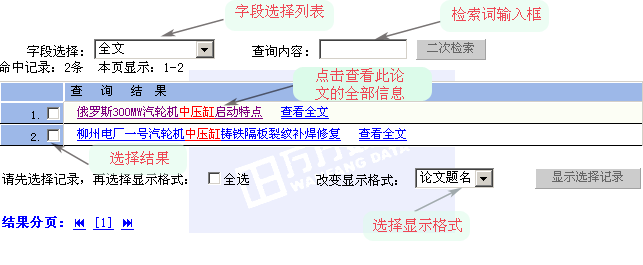 字段选择列表
检索词输入框
字段选择: 全文 查询内容: 二次检索
命中记录: 2条 本页显示: 1-2
点击查看此论文的全部信息
查 询 结 果
1. 俄罗斯300MW汽轮机中压缸启动特点 查看全文
2. 柳州电厂一号汽轮机中压缸铸铁隔板裂纹补焊修复 查看全文
选择结果
请先选择记录，再选择显示格式: 全选 改变显示格式: 论文题名 显示选择记录
选择显示格式
结果分页: [1]
万方数据
WANFANG DATA